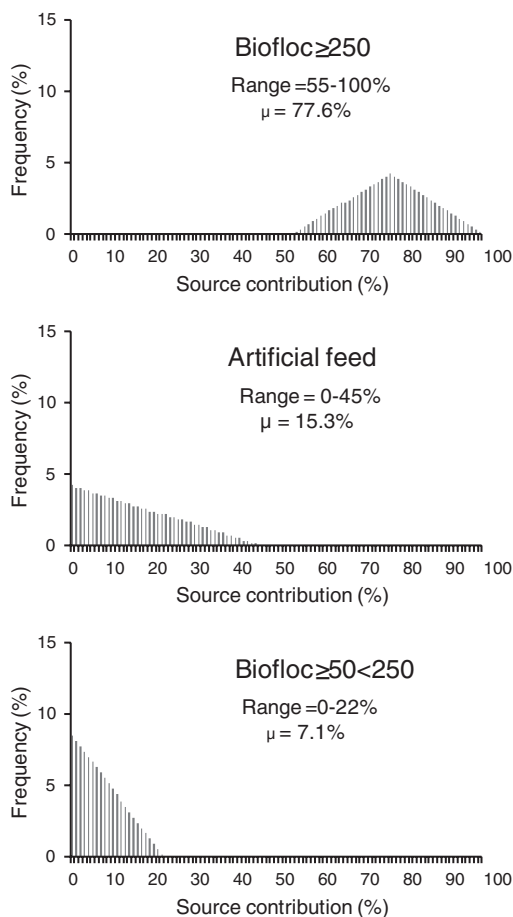 15
Biofloc≥250
Range =55-100%
μ = 77.6%
10
5
0
Frequency (%)
0 10 20 30 40 50 60 70 80 90 100
Source contribution (%)
15
Artificial feed
Range = 0-45%
μ = 15.3%
10
5
0
Frequency (%)
0 10 20 30 40 50 60 70 80 90 100
Source contribution (%)
15
Biofloc≥50<250
Range =0-22%
μ = 7.1%
10
5
0
Frequency (%)
0 10 20 30 40 50 60 70 80 90 100
Source contribution (%)